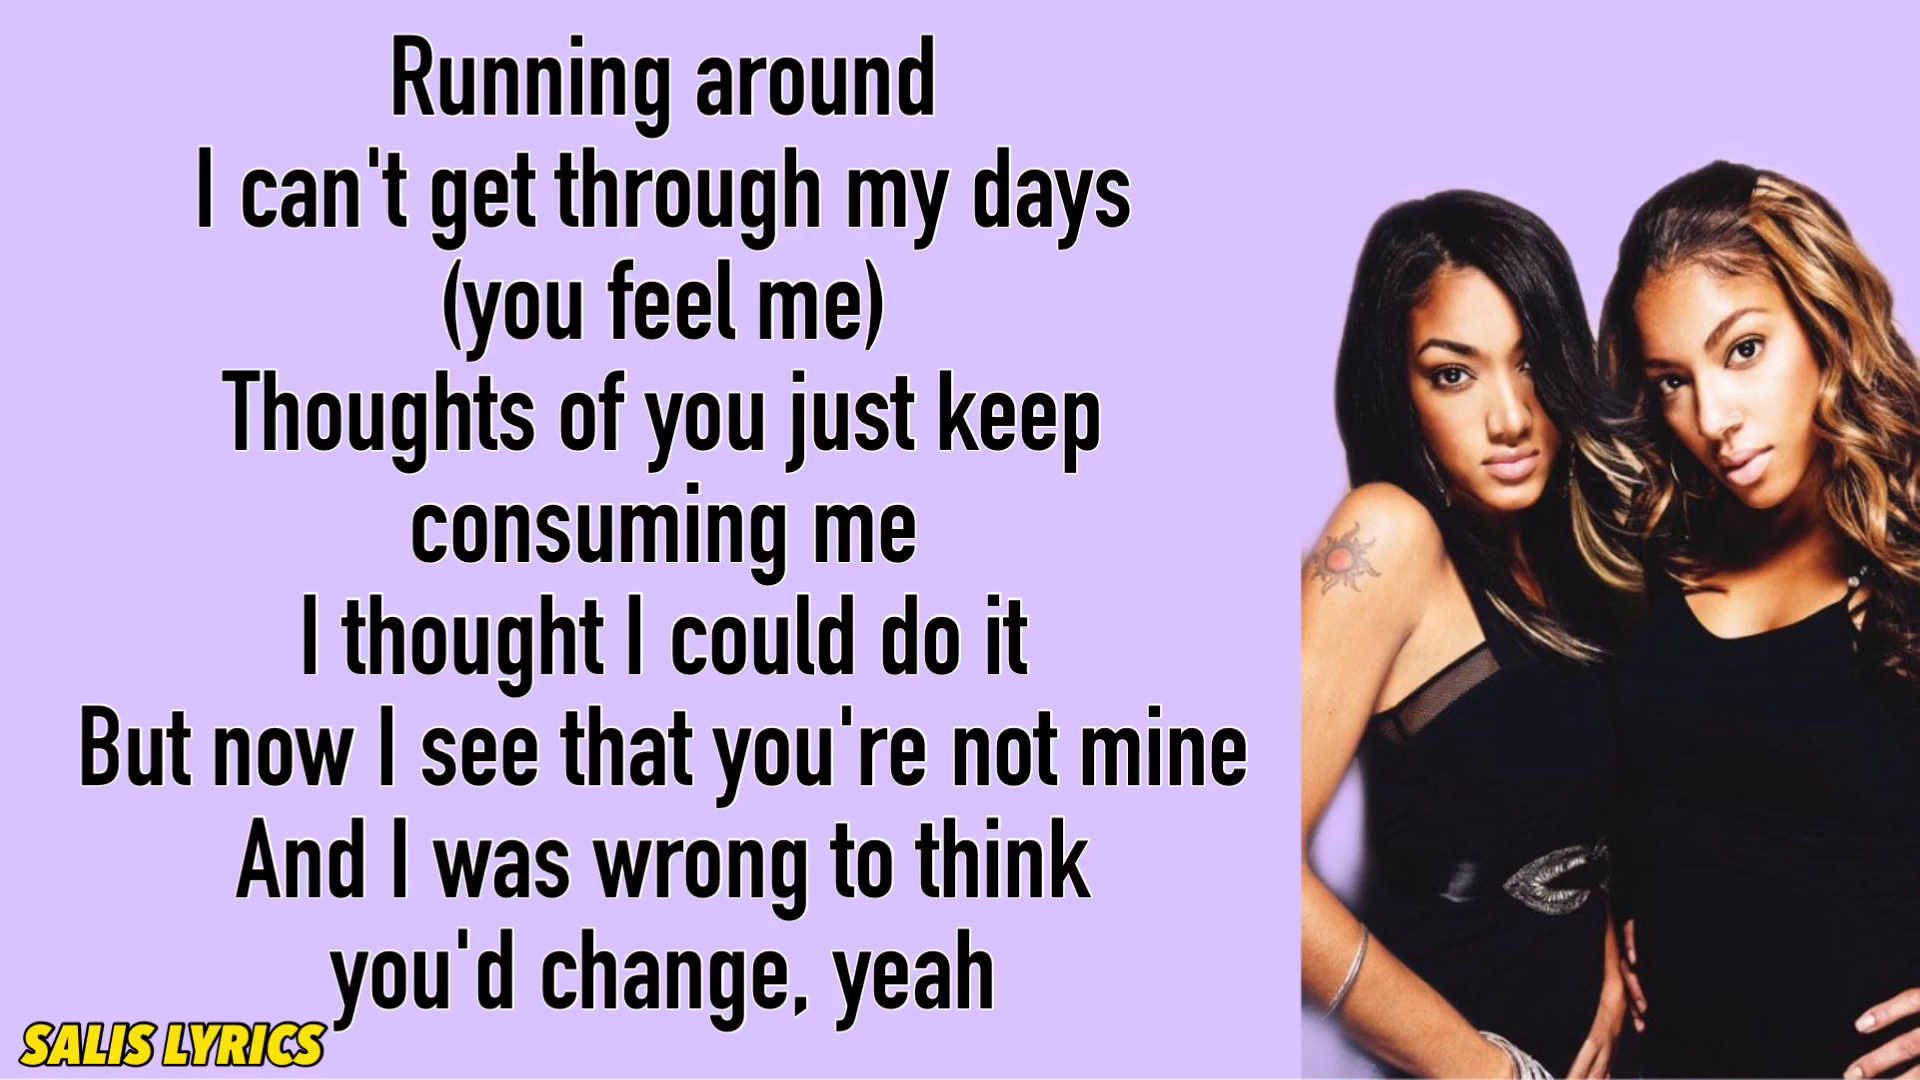 Running around
I can't get through my days
(you feel me)
Thoughts of you just keep
consuming me
I thought I could do it
But now I see that you're not mine
And I was wrong to think
you'd change, yeah
SALIS LYRICS